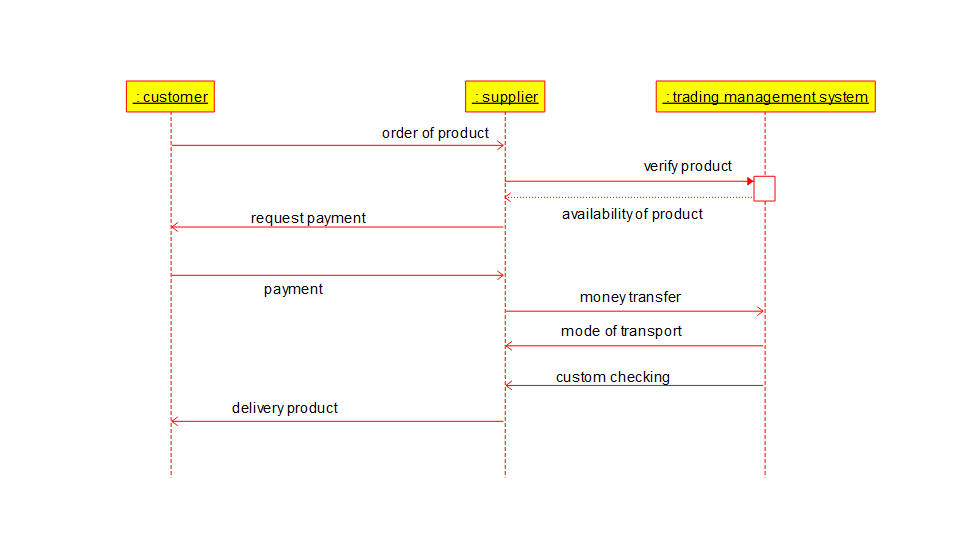 : customer
: supplier
: trading management system
order of product
verify product
availability of product
request payment
payment
money transfer
mode of transport
custom checking
delivery product